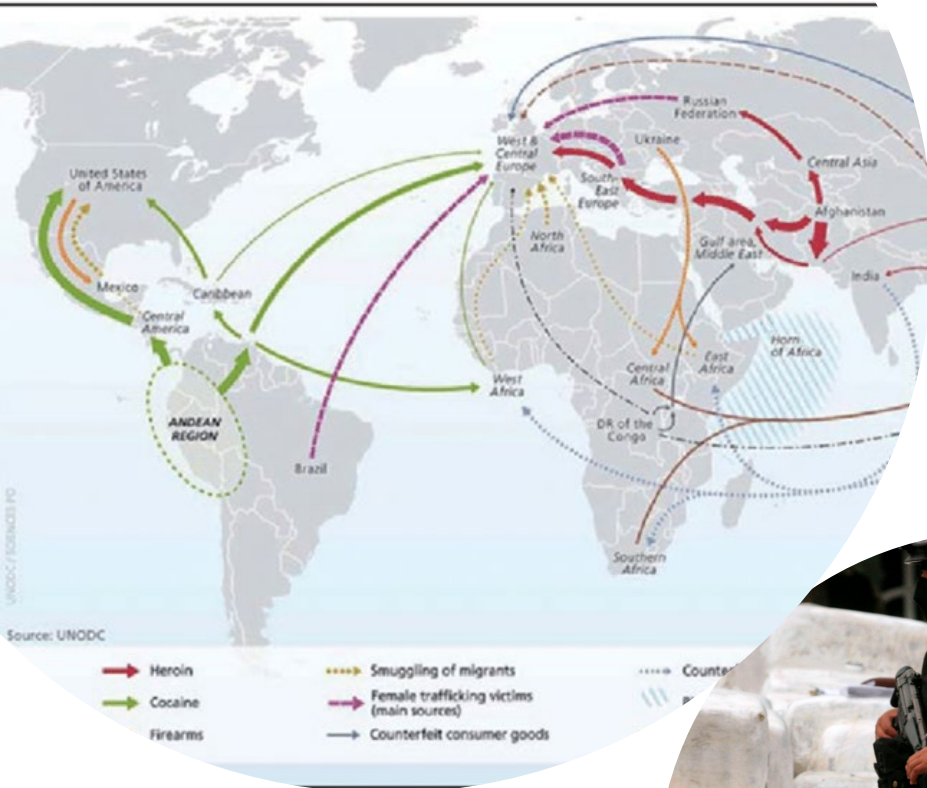 Russian
Federation
West &
Central
Europe
Ukraine
United States
of America
Central Asia
South-
East
Europe
Afghanistan
North
Africa
Gulf area,
Middle East
India
Mexico
Caribbean
Central
America
Horn
of Africa
West
Africa
Central
Africa
East
Africa
ANDEAN
REGION
DR of the
Congo
Brazil
Southern
Africa
UNODC / SCIENCES PO
Source: UNODC
Heroin
Smuggling of migrants
Cocaine
Female trafficking victims
(main sources)
Firearms
Counterfeit consumer goods